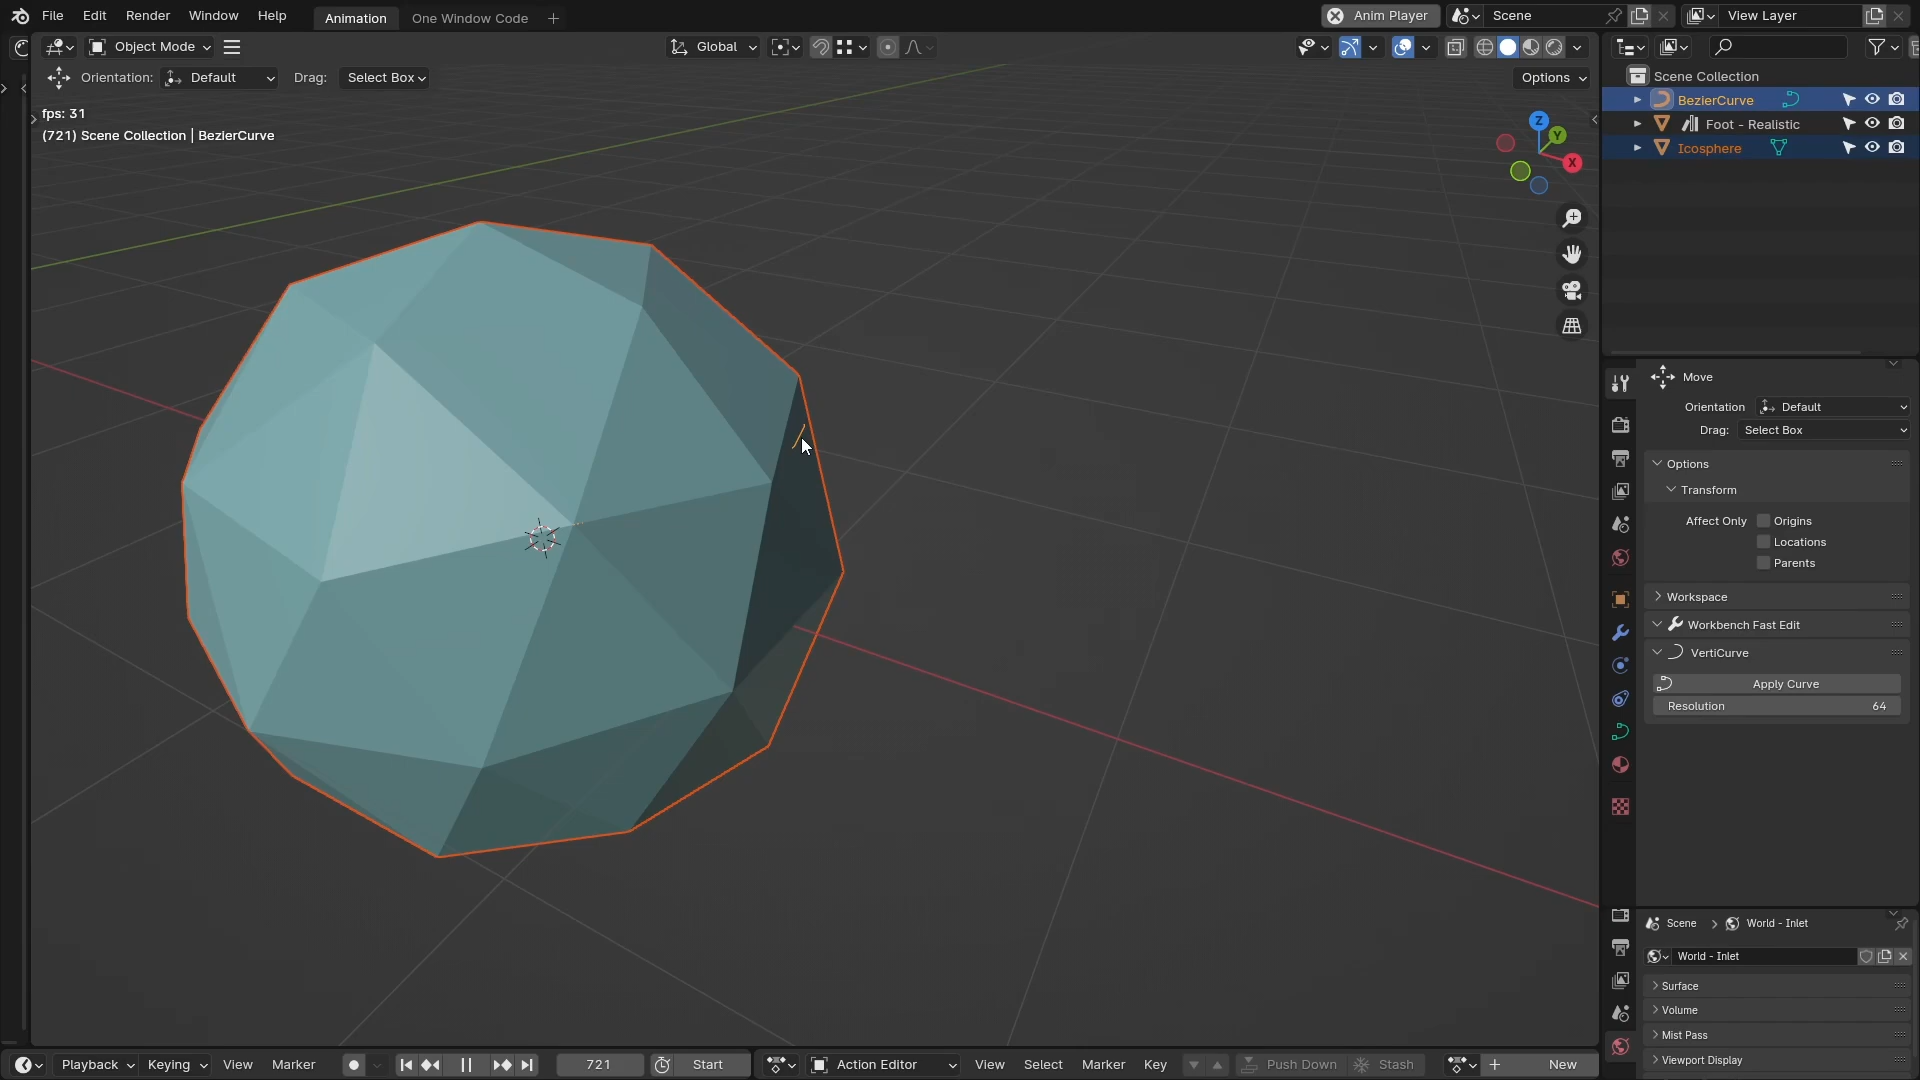 File Edit Render Window Help Animation One Window Code Anim Player Scene View Layer
Object Mode Global
Orientation: Default Drag: Select Box Options
fps: 31
(721) Scene Collection | BezierCurve
Z
Y
X
Scene Collection
BezierCurve
Foot - Realistic
Icosphere
Move
Orientation Default
Drag: Select Box
Options
Transform
Affect Only Origins
Locations
Parents
Workspace
Workbench Fast Edit
VertiCurve
Apply Curve
Resolution 64
Scene World - Inlet
World - Inlet
Surface
Volume
Mist Pass
Viewport Display
Playback Keying View Marker 721 Start Action Editor View Select Marker Key Push Down Stash New